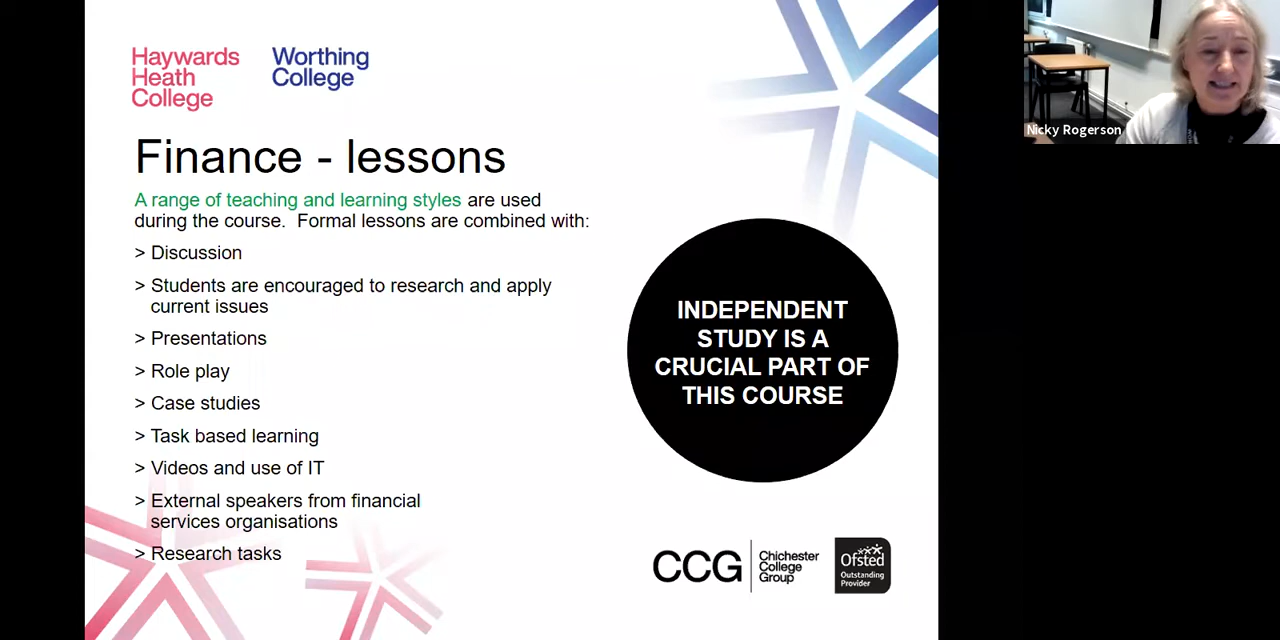 Haywards
Heath
College
Worthing
College
Finance - lessons
A range of teaching and learning styles are used
during the course.  Formal lessons are combined with:
> Discussion
> Students are encouraged to research and apply
current issues
> Presentations
> Role play
> Case studies
> Task based learning
> Videos and use of IT
> External speakers from financial
services organisations
> Research tasks
INDEPENDENT
STUDY IS A
CRUCIAL PART OF
THIS COURSE
CCG
Chichester
College
Group
Ofsted
Outstanding
Provider
Nicky Rogerson